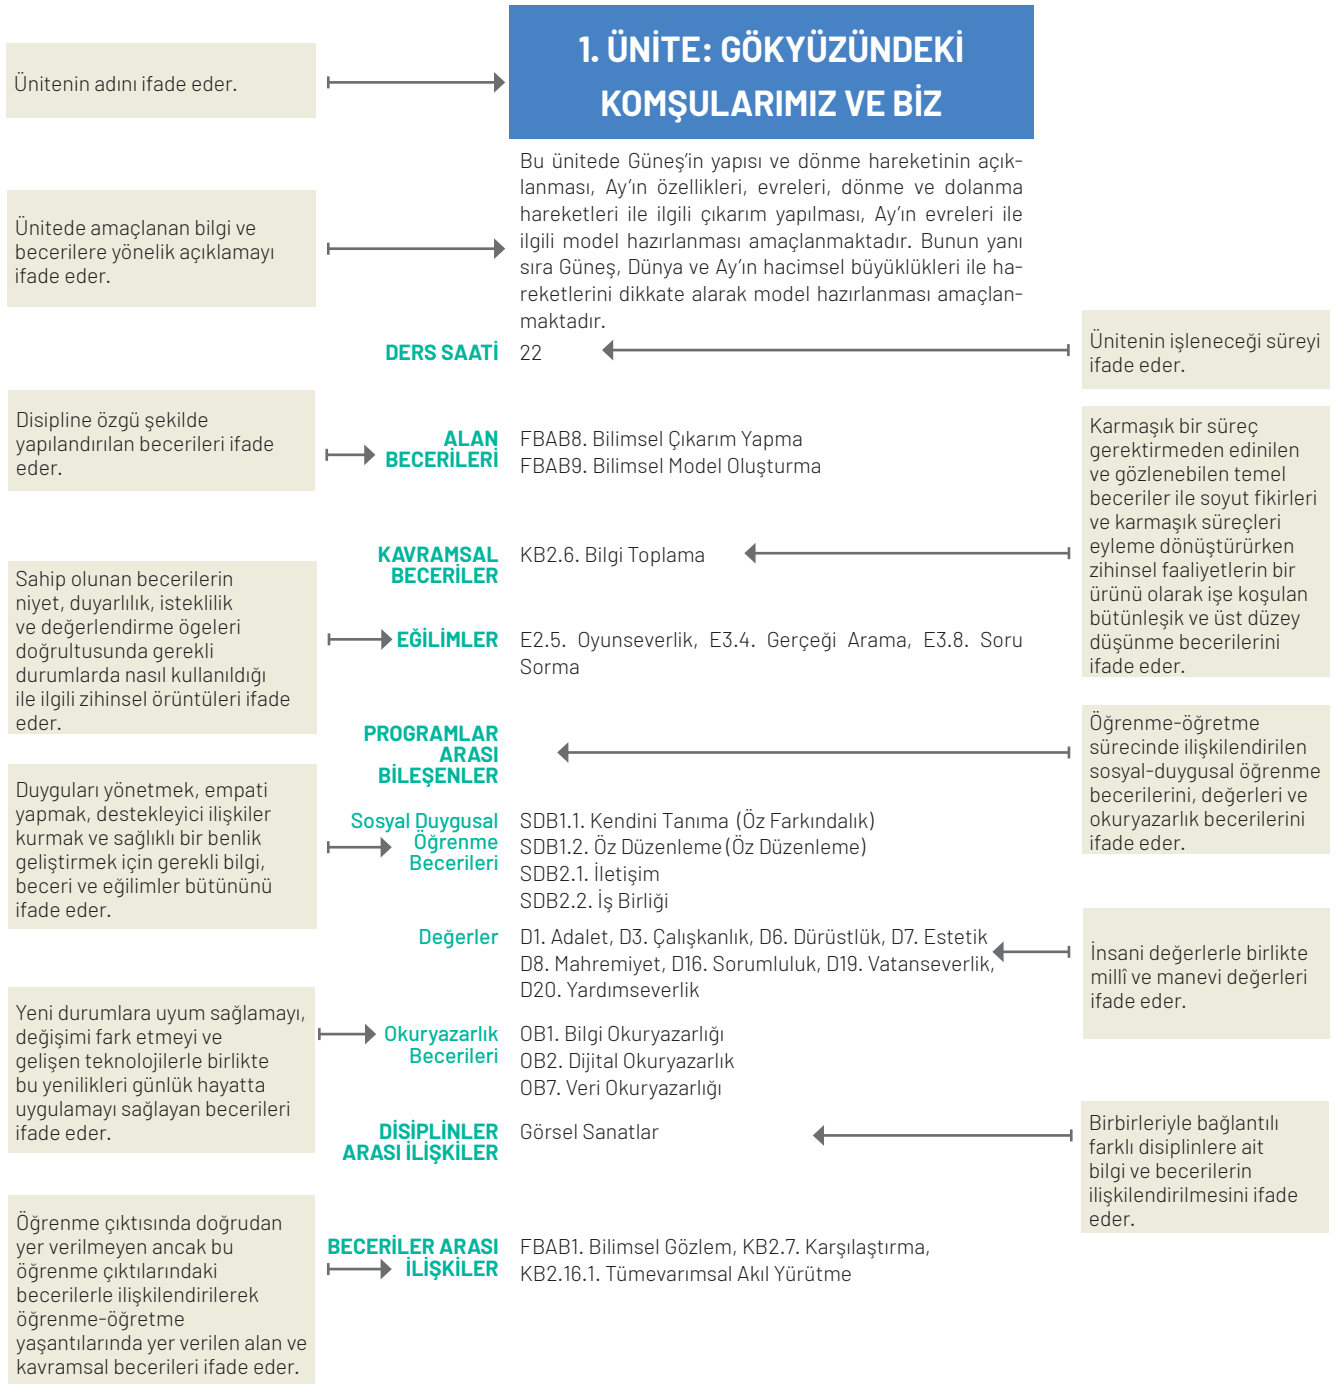 1. ÜNİTE: GÖKYÜZÜNDEKİ
KOMŞULARIMIZ VE BİZ
Ünitenin adını ifade eder.
Bu ünitede Güneş’in yapısı ve dönme hareketinin açık-
lanması, Ay’ın özellikleri, evreleri, dönme ve dolanma
hareketleri ile ilgili çıkarım yapılması, Ay’ın evreleri ile
ilgili model hazırlanması amaçlanmaktadır. Bunun yanı
sıra Güneş, Dünya ve Ay’ın hacimsel büyüklükleri ile ha-
reketlerini dikkate alarak model hazırlanması amaçlan-
maktadır.
Ünitede amaçlanan bilgi ve
becerilere yönelik açıklamayı
ifade eder.
DERS SAATİ 22
Ünitenin işleneceği süreyi
ifade eder.
Disipline özgü şekilde
yapılandırılan becerileri ifade
eder.
ALAN
BECERİLERİ
FBAB8. Bilimsel Çıkarım Yapma
FBAB9. Bilimsel Model Oluşturma
Karmaşık bir süreç
gerektirmeden edinilen
ve gözlenebilen temel
beceriler ile soyut fikirleri
ve karmaşık süreçleri
eyleme dönüştürürken
zihinsel faaliyetlerin bir
ürünü olarak işe koşulan
bütünleşik ve üst düzey
düşünme becerilerini
ifade eder.
KAVRAMSAL
BECERİLER
KB2.6. Bilgi Toplama
Sahip olunan becerilerin
niyet, duyarlılık, isteklilik
ve değerlendirme ögeleri
doğrultusunda gerekli
durumlarda nasıl kullanıldığı
ile ilgili zihinsel örüntüleri ifade
eder.
EĞİLİMLER
E2.5. Oyunseverlik, E3.4. Gerçeği Arama, E3.8. Soru
Sorma
PROGRAMLAR
ARASI
BİLEŞENLER
Öğrenme-öğretme
sürecinde ilişkilendirilen
sosyal-duygusal öğrenme
becerilerini, değerleri ve
okuryazarlık becerilerini
ifade eder.
Duyguları yönetmek, empati
yapmak, destekleyici ilişkiler
kurmak ve sağlıklı bir benlik
geliştirmek için gerekli bilgi,
beceri ve eğilimler bütününü
ifade eder.
Sosyal Duygusal
Öğrenme
Becerileri
SDB1.1. Kendini Tanıma (Öz Farkındalık)
SDB1.2. Öz Düzenleme (Öz Düzenleme)
SDB2.1. İletişim
SDB2.2. İş Birliği
Değerler
D1. Adalet, D3. Çalışkanlık, D6. Dürüstlük, D7. Estetik
D8. Mahremiyet, D16. Sorumluluk, D19. Vatanseverlik,
D20. Yardımseverlik
İnsani değerlerle birlikte
millî ve manevi değerleri
ifade eder.
Yeni durumlara uyum sağlamayı,
değişimi fark etmeyi ve
gelişen teknolojilerle birlikte
bu yenilikleri günlük hayatta
uygulamayı sağlayan becerileri
ifade eder.
Okuryazarlık
Becerileri
OB1. Bilgi Okuryazarlığı
OB2. Dijital Okuryazarlık
OB7. Veri Okuryazarlığı
DİSİPLİNLER
ARASI İLİŞKİLER
Görsel Sanatlar
Birbirleriyle bağlantılı
farklı disiplinlere ait
bilgi ve becerilerin
ilişkilendirilmesini ifade
eder.
Öğrenme çıktısında doğrudan
yer verilmeyen ancak bu
öğrenme çıktılarındaki
becerilerle ilişkilendirilerek
öğrenme-öğretme
yaşantılarında yer verilen alan ve
kavramsal becerileri ifade eder.
BECERİLER ARASI
İLİŞKİLER
FBAB1. Bilimsel Gözlem, KB2.7. Karşılaştırma,
KB2.16.1. Tümevarımsal Akıl Yürütme